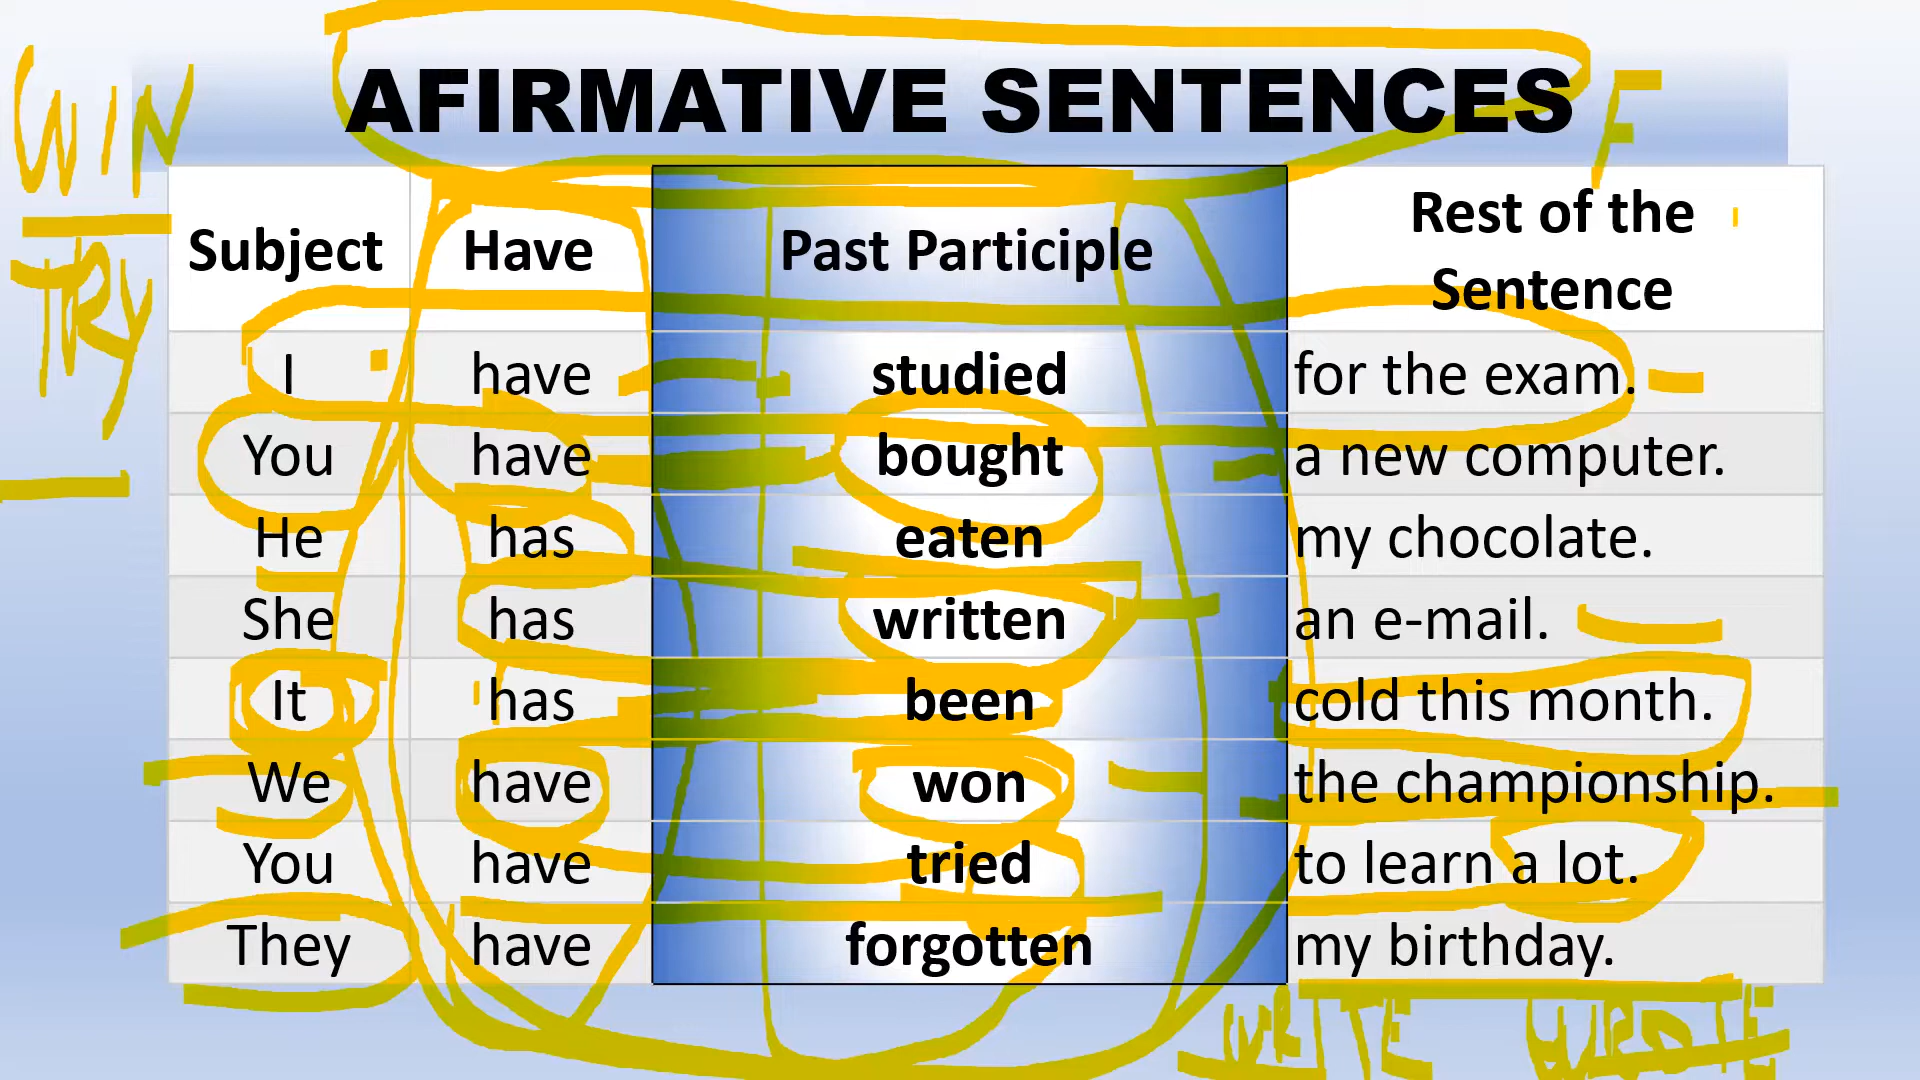 AFIRMATIVE SENTENCES
F
WIN
TRY
Subject Have Past Participle Rest of the Sentence
I have studied for the exam.
You have bought a new computer.
He has eaten my chocolate.
She has written an e-mail.
It has been cold this month.
We have won the championship.
You have tried to learn a lot.
They have forgotten my birthday.
WRITE WROTE